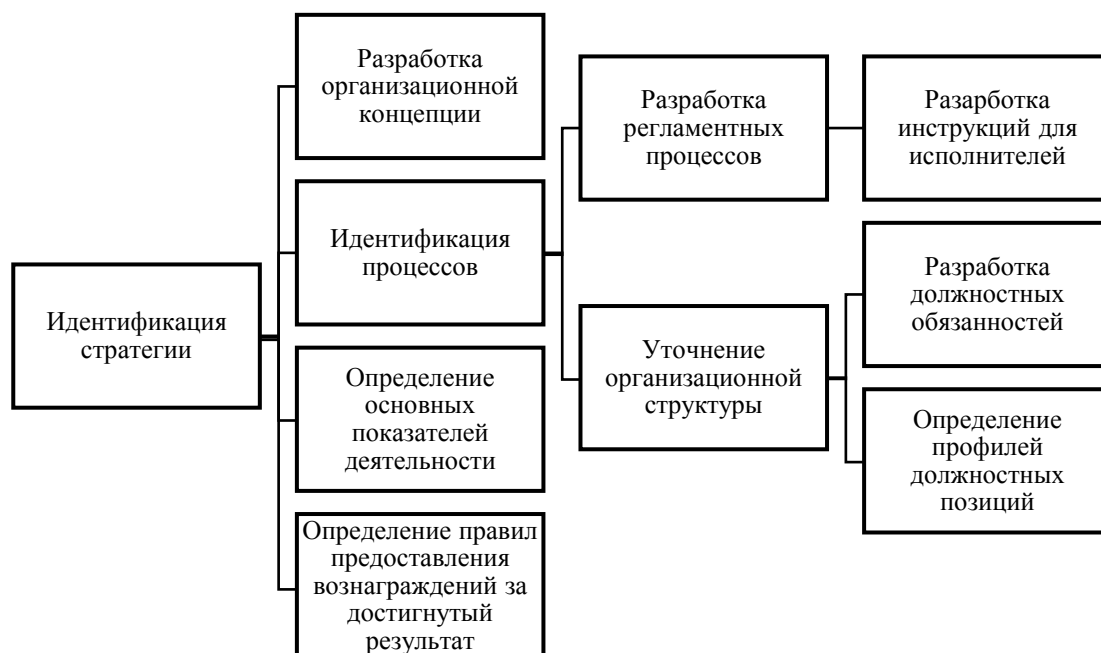 Идентификация
стратегии
Разработка
организационной
концепции
Идентификация
процессов
Определение
основных
показателей
деятельности
Определение правил
предоставления
вознаграждений за
достигнутый
результат
Разработка
регламентных
процессов
Уточнение
организационной
структуры
Разарботка
инструкций для
исполнителей
Разработка
должностных
обязанностей
Определение
профилей
должностных
позиций